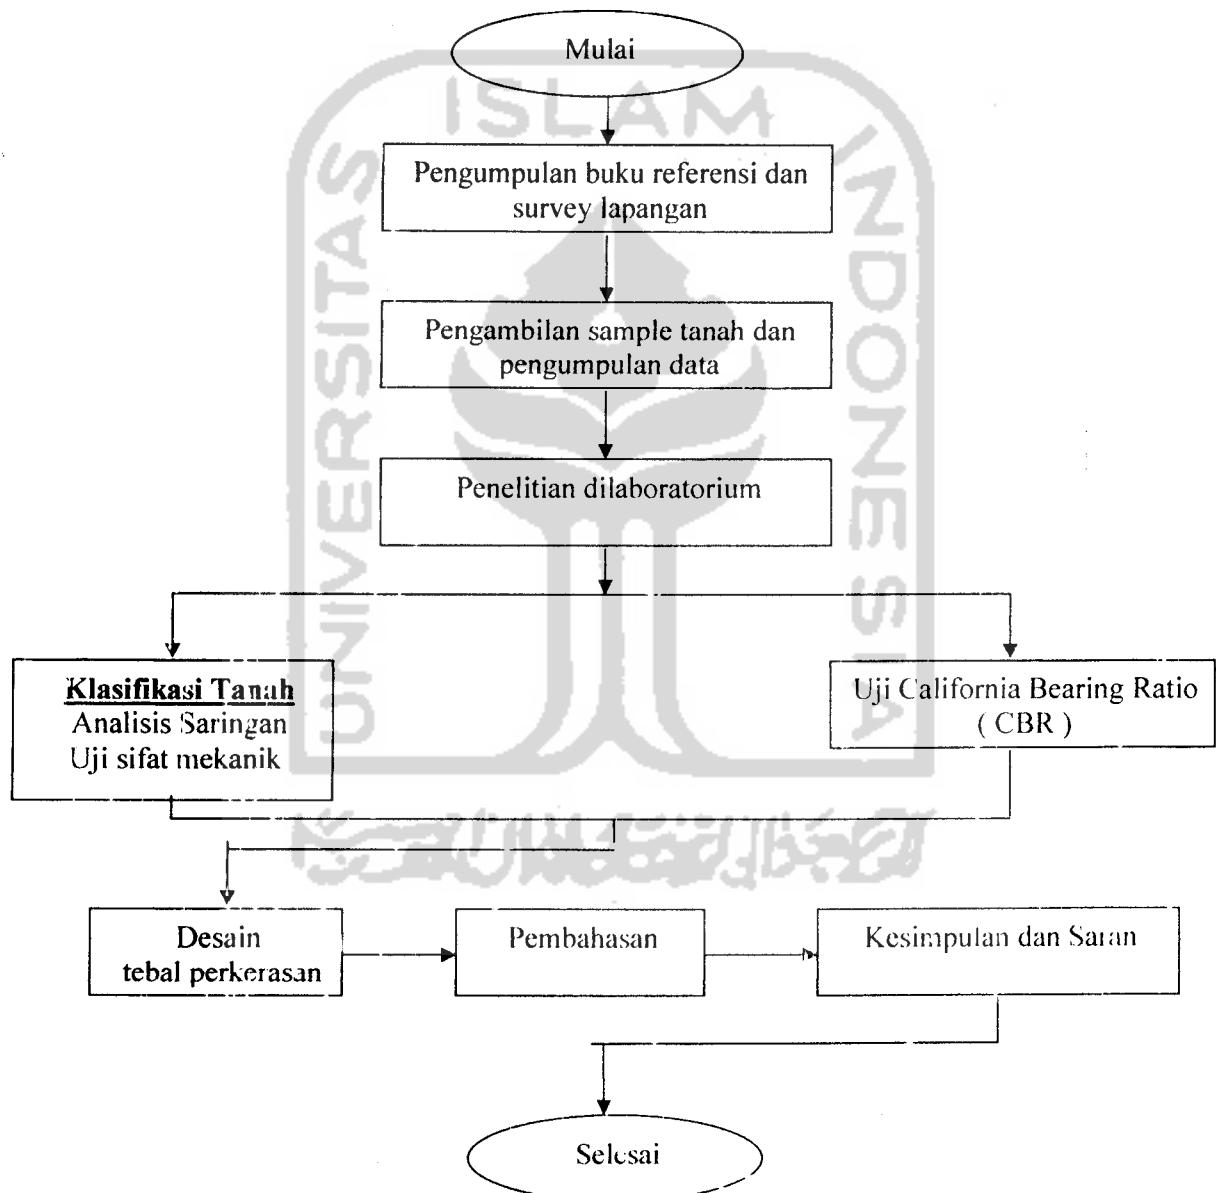 Mulai
UNIVERSITAS ISLAM INDONESIA
Pengumpulan buku referensi dan
survey lapangan
Pengambilan sample tanah dan
pengumpulan data
Penelitian dilaboratorium
Klasifikasi Tanah
Analisis Saringan
Uji sifat mekanik
Uji California Bearing Ratio
( CBR )
Desain
tebal perkerasan
Pembahasan
Kesimpulan dan Saran
Selesai